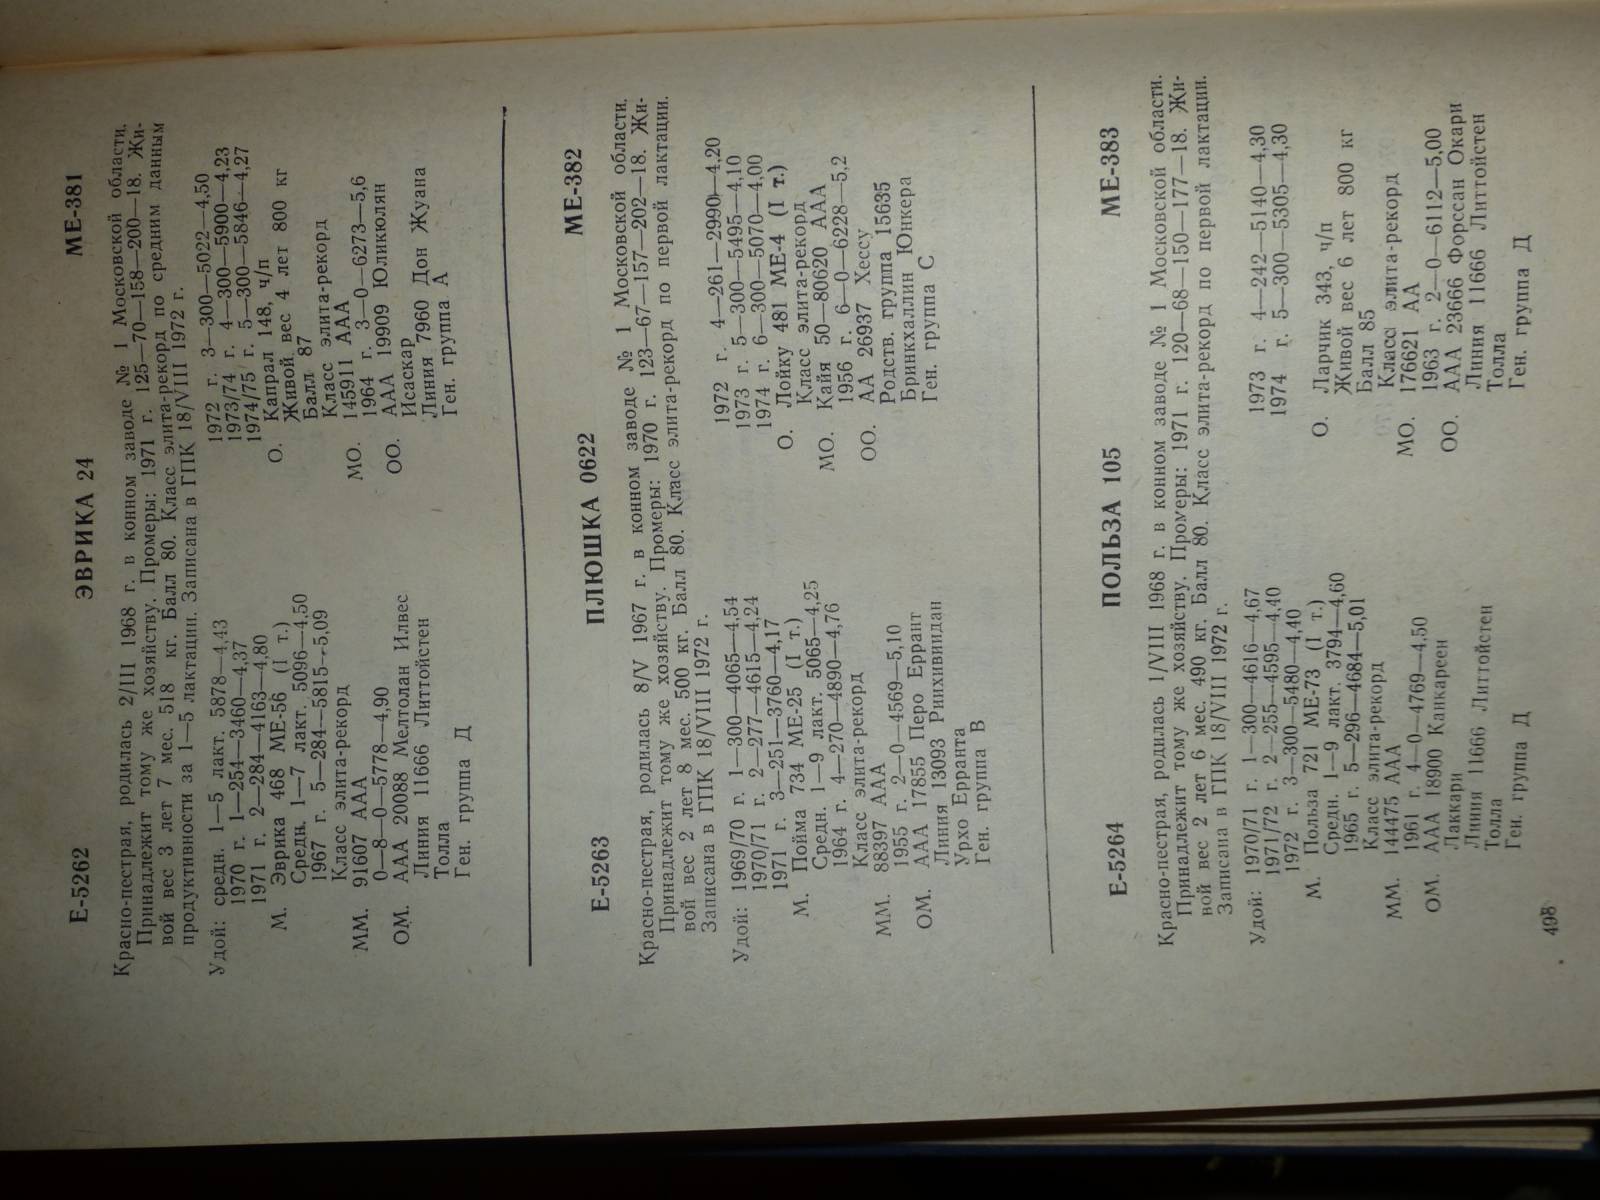 Е-5262 ЭВРИКА 24 МЕ-381
Красно-пестрая, родилась 2/III 1968 г. в конном заводе № 1 Московской области.
Принадлежит тому же хозяйству. Промеры: 1971 г. 125—70—158—200—18. Жи-
вой вес 3 лет 7 мес. 518 кг. Балл 80. Класс элита-рекорд по средним данным
продуктивности за 1—5 лактации. Записана в ГПК 18/VIII 1972 г.
Удой: средн. 1—5 лакт. 5878—4,43
1970 г. 1—254—3460—4,37
1971 г. 2—284—4163—4,80
М. Эврика 468 МЕ-56 (I т.)
Средн. 1—7 лакт. 5096—4,50
1967 г. 5—284—5815—5,09
Класс элита-рекорд
ММ. 91607 ААА
0—8—0—5778—4,90
ОМ. ААА 20088 Мелтолан Илвес
Линия 11666 Литтойстен
Толла
Ген. группа Д
1972 г. 3—300—5022—4,50
1973/74 г. 4—300—5900—4,23
1974/75 г. 5—300—5846—4,27
О. Капрал 148, ч/п
Живой вес 4 лет 800 кг
Балл 87
Класс элита-рекорд
МО. 145911 ААА
1964 г. 3—0—6273—5,6
ОО. ААА 19909 Юликюлян
Исаскар
Линия 7960 Дон Жуана
Ген. группа А
Е-5263 ПЛЮШКА 0622 МЕ-382
Красно-пестрая, родилась 8/V 1967 г. в конном заводе № 1 Московской области.
Принадлежит тому же хозяйству. Промеры: 1970 г. 123—67—157—202—18. Жи-
вой вес 2 лет 8 мес. 500 кг. Балл 80. Класс элита-рекорд по первой лактации.
Записана в ГПК 18/VIII 1972 г.
Удой: 1969/70 г. 1—300—4065—4,54
1970/71 г. 2—277—4615—4,24
1971 г. 3—251—3760—4,17
М. Пойма 734 МЕ-25 (I т.)
Средн. 1—9 лакт. 5065—4,25
1964 г. 4—270—4890—4,76
Класс элита-рекорд
ММ. 88397 ААА
1955 г. 2—0—4569—5,10
ОМ. ААА 17855 Перо Еррант
Линия 13093 Риихивиидан
Урхо Ерранта
Ген. группа В
1972 г. 4—261—2990—4,20
1973 г. 5—300—5495—4,10
1974 г. 6—300—5070—4,00
О. Лойку 481 МЕ-4 (I т.)
Класс элита-рекорд
МО. Кайя 50—80620 ААА
1956 г. 6—0—6228—5,2
ОО. АА 26937 Хессу
Родств. группа 15635
Бринкхаллин Юнкера
Ген. группа С
Е-5264 ПОЛЬЗА 105 МЕ-383
Красно-пестрая, родилась 1/VIII 1968 г. в конном заводе № 1 Московской области.
Принадлежит тому же хозяйству. Промеры: 1971 г. 120—68—150—177—18. Жи-
вой вес 2 лет 6 мес. 490 кг. Балл 80. Класс элита-рекорд по первой лактации.
Записана в ГПК 18/VIII 1972 г.
Удой: 1970/71 г. 1—300—4616—4,67
1971/72 г. 2—255—4595—4,40
1972 г. 3—300—5480—4,40
М. Польза 721 МЕ-73 (I т.)
Средн. 1—9 лакт. 3794—4,60
1965 г. 5—296—4684—5,01
Класс элита-рекорд
ММ. 14475 ААА
1961 г. 4—0—4769—4,50
ОМ. ААА 18900 Канкареен
Лаккари
Линия 11666 Литтойстен
Толла
Ген. группа Д
1973 г. 4—242—5140—4,30
1974 г. 5—300—5305—4,30
О. Ларчик 343, ч/п
Живой вес 6 лет 800 кг
Балл 85
Класс элита-рекорд
МО. 176621 АА
1963 г. 2—0—6112—5,00
ОО. ААА 23666 Форссан Окари
Линия 11666 Литтойстен
Толла
Ген. группа Д
498